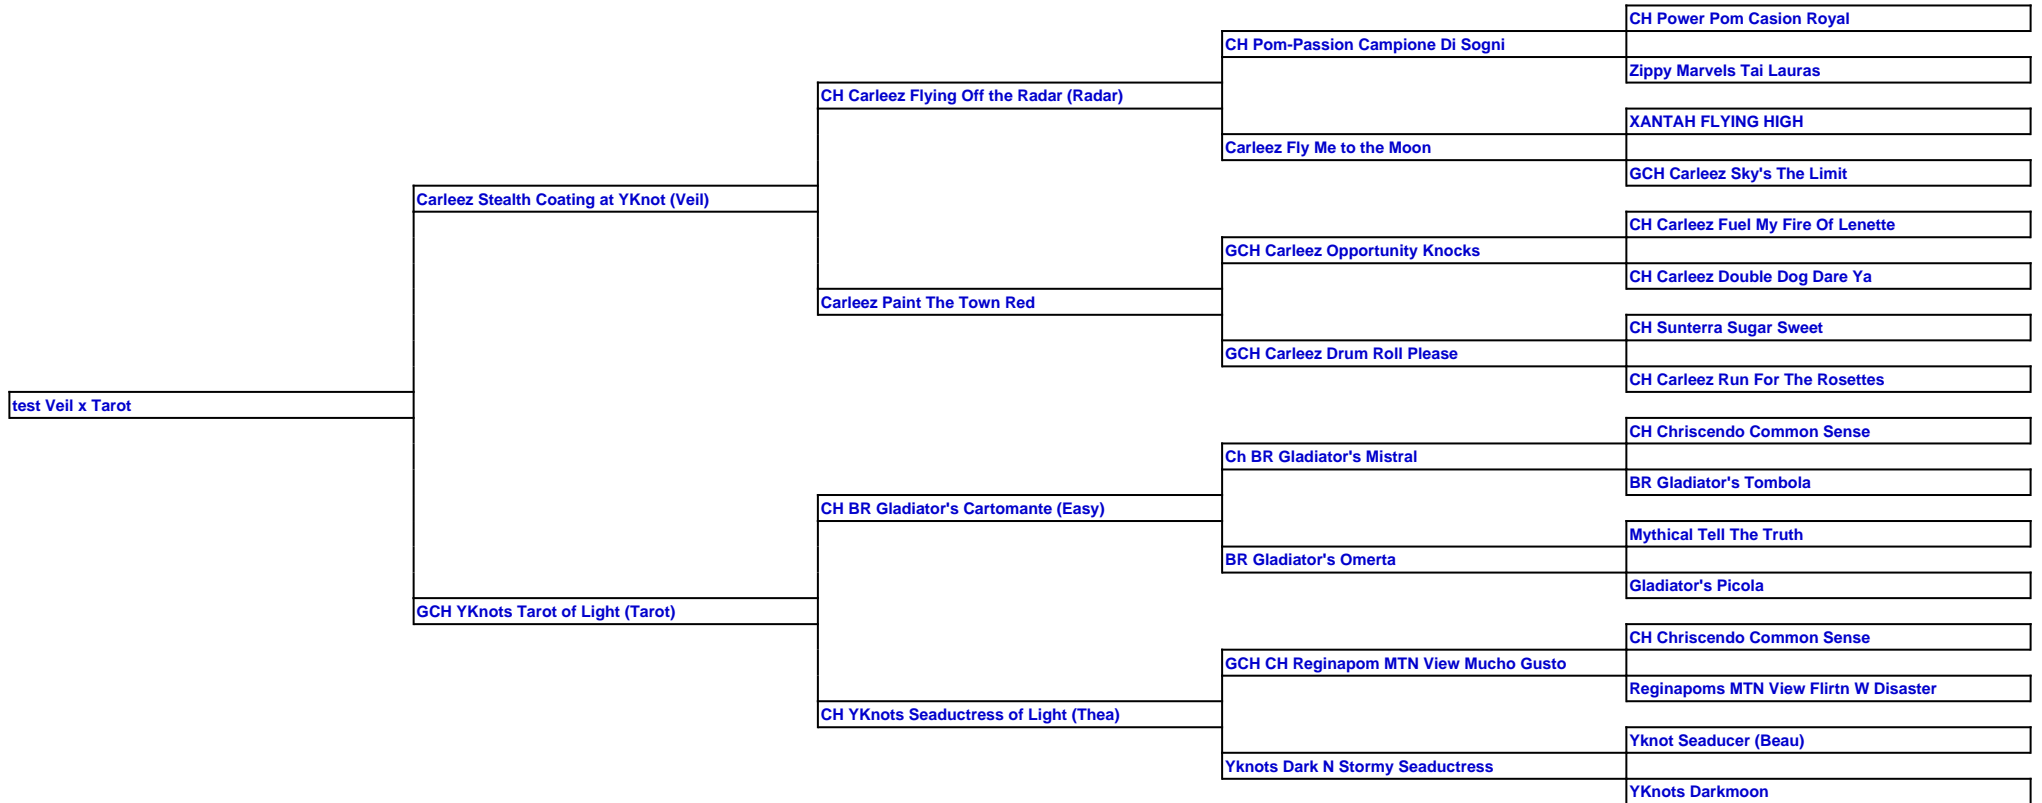 CH Power Pom Casion Royal
CH Pom-Passion Campione Di Sogni
Zippy Marvels Tai Lauras
CH Carleez Flying Off the Radar (Radar)
XANTAH FLYING HIGH
Carleez Fly Me to the Moon
GCH Carleez Sky's The Limit
Carleez Stealth Coating at YKnot (Veil)
CH Carleez Fuel My Fire Of Lenette
GCH Carleez Opportunity Knocks
CH Carleez Double Dog Dare Ya
Carleez Paint The Town Red
CH Sunterra Sugar Sweet
GCH Carleez Drum Roll Please
CH Carleez Run For The Rosettes
test Veil x Tarot
CH Chriscendo Common Sense
Ch BR Gladiator's Mistral
BR Gladiator's Tombola
CH BR Gladiator's Cartomante (Easy)
Mythical Tell The Truth
BR Gladiator's Omerta
Gladiator's Picola
GCH YKnots Tarot of Light (Tarot)
CH Chriscendo Common Sense
GCH CH Reginapom MTN View Mucho Gusto
Reginapoms MTN View Flirtn W Disaster
CH YKnots Seaductress of Light (Thea)
Yknot Seaducer (Beau)
Yknots Dark N Stormy Seaductress
YKnots Darkmoon